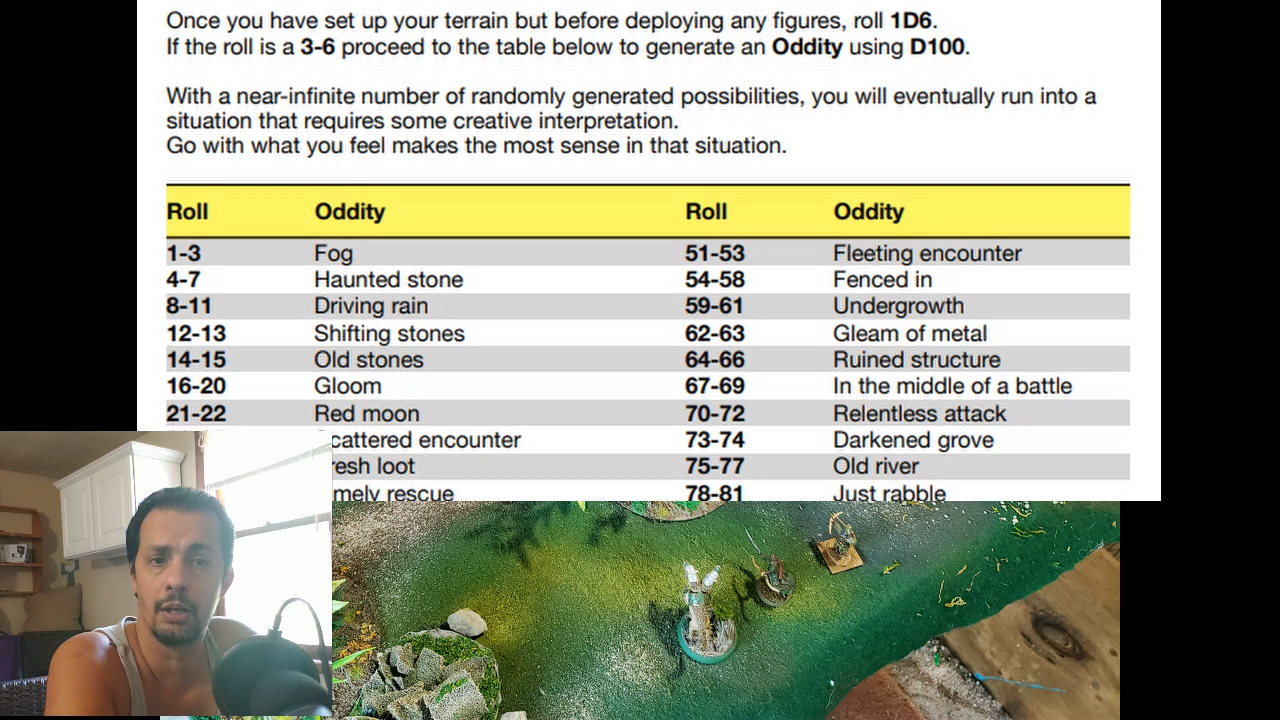 Once you have set up your terrain but before deploying any figures, roll 1D6.
If the roll is a 3-6 proceed to the table below to generate an Oddity using D100.
With a near-infinite number of randomly generated possibilities, you will eventually run into a
situation that requires some creative interpretation.
Go with what you feel makes the most sense in that situation.
Roll Oddity Roll Oddity
1-3 Fog 51-53 Fleeting encounter
4-7 Haunted stone 54-58 Fenced in
8-11 Driving rain 59-61 Undergrowth
12-13 Shifting stones 62-63 Gleam of metal
14-15 Old stones 64-66 Ruined structure
16-20 Gloom 67-69 In the middle of a battle
21-22 Red moon 70-72 Relentless attack
cattered encounter 73-74 Darkened grove
resh loot 75-77 Old river
mely rescue 78-81 Just rabble